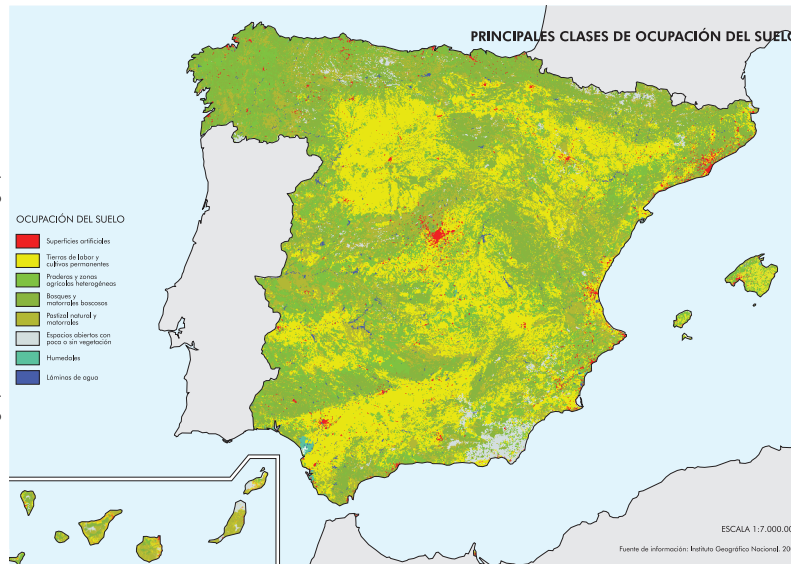 PRINCIPALES CLASES DE OCUPACIÓN DEL SUELO
OCUPACIÓN DEL SUELO
Superficies artificiales
Tierras de labor y
cultivos permanentes
Praderas y zonas
agrícolas heterogéneas
Bosques y
matorrales boscosos
Pastizal natural y
matorrales
Espacios abiertos con
poca o sin vegetación
Humedales
Láminas de agua
ESCALA 1:7.000.00
Fuente de información: Instituto Geográfico Nacional. 20